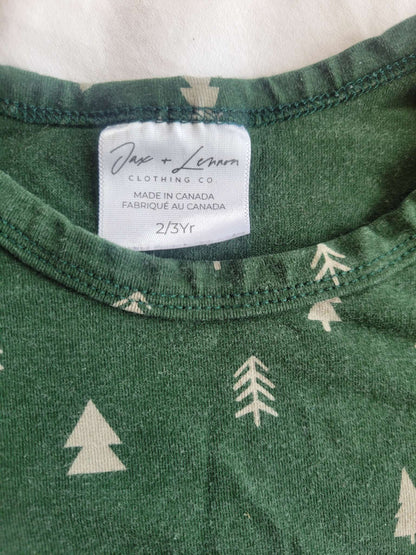 Jax + Lennon
CLOTHING CO
MADE IN CANADA
FABRIQUÉ AU CANADA
2/3Yr